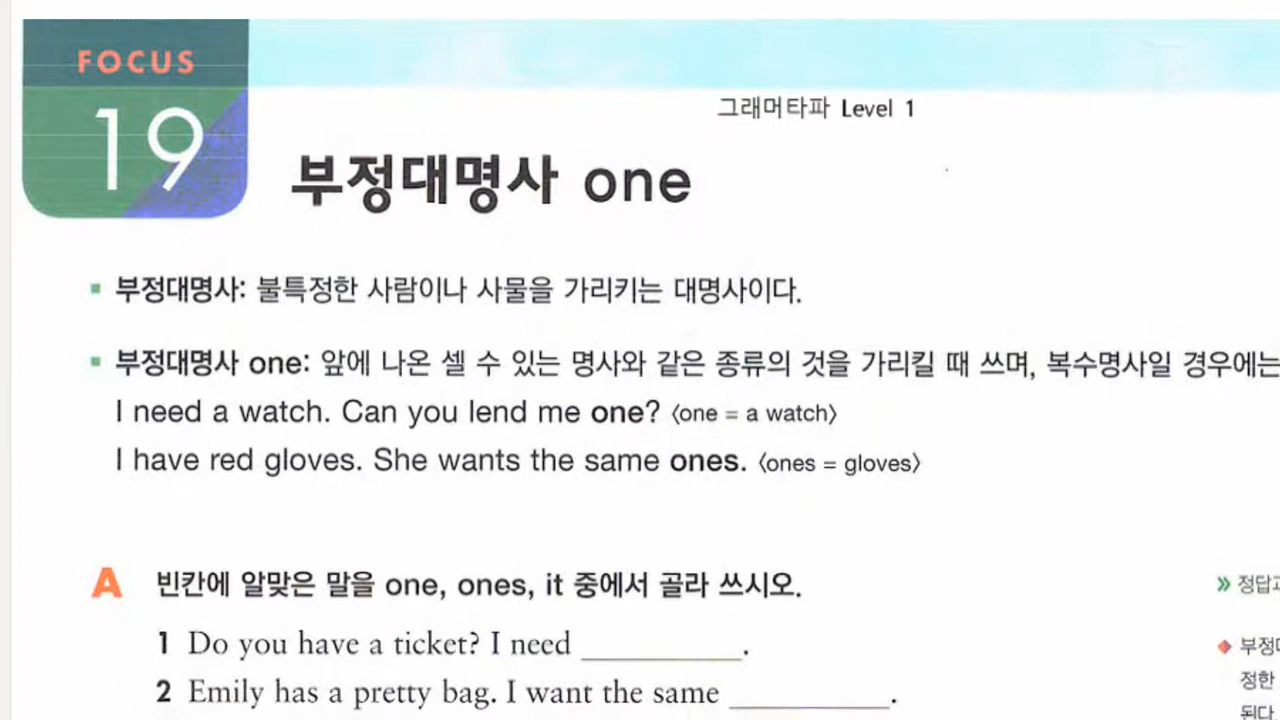 FOCUS
19
그래머타파 Level 1
부정대명사 one
부정대명사: 불특정한 사람이나 사물을 가리키는 대명사이다.
부정대명사 one: 앞에 나온 셀 수 있는 명사와 같은 종류의 것을 가리킬 때 쓰며, 복수명사일 경우에는
I need a watch. Can you lend me one? 〈one = a watch〉
I have red gloves. She wants the same ones. 〈ones = gloves〉
A 빈칸에 알맞은 말을 one, ones, it 중에서 골라 쓰시오.
» 정답과
1 Do you have a ticket? I need ________.
2 Emily has a pretty bag. I want the same ________.
부정대
정한
된다